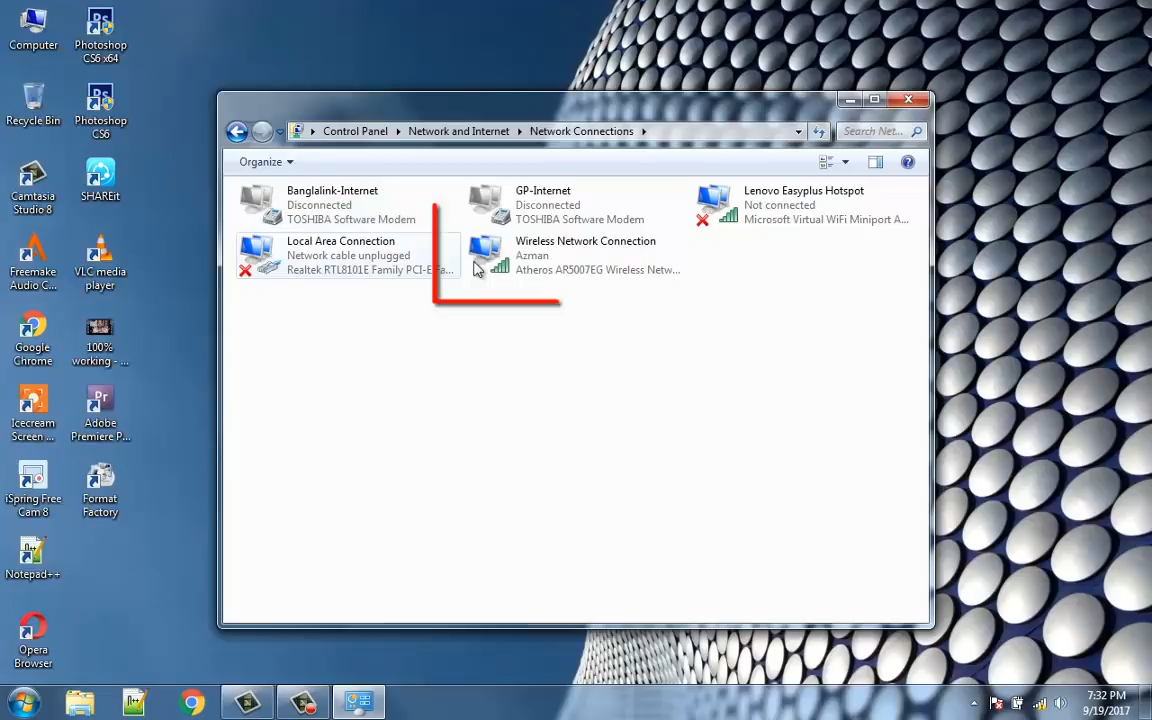 Computer
Photoshop
CS6 x64
Recycle Bin
Photoshop
CS6
Camtasia
Studio 8
SHAREit
Freemake
Audio C...
VLC media
player
Google
Chrome
100%
working - ...
Icecream
Screen ...
Adobe
Premiere P...
iSpring Free
Cam 8
Format
Factory
Notepad++
Opera
Browser
Control Panel
Network and Internet
Network Connections
Search Net...
Organize
Banglalink-Internet
Disconnected
TOSHIBA Software Modem
GP-Internet
Disconnected
TOSHIBA Software Modem
Lenovo Easyplus Hotspot
Not connected
Microsoft Virtual WiFi Miniport A...
Local Area Connection
Network cable unplugged
Realtek RTL8101E Family PCI-E Fa...
Wireless Network Connection
Azman
Atheros AR5007EG Wireless Netw...
7:32 PM
9/19/2017